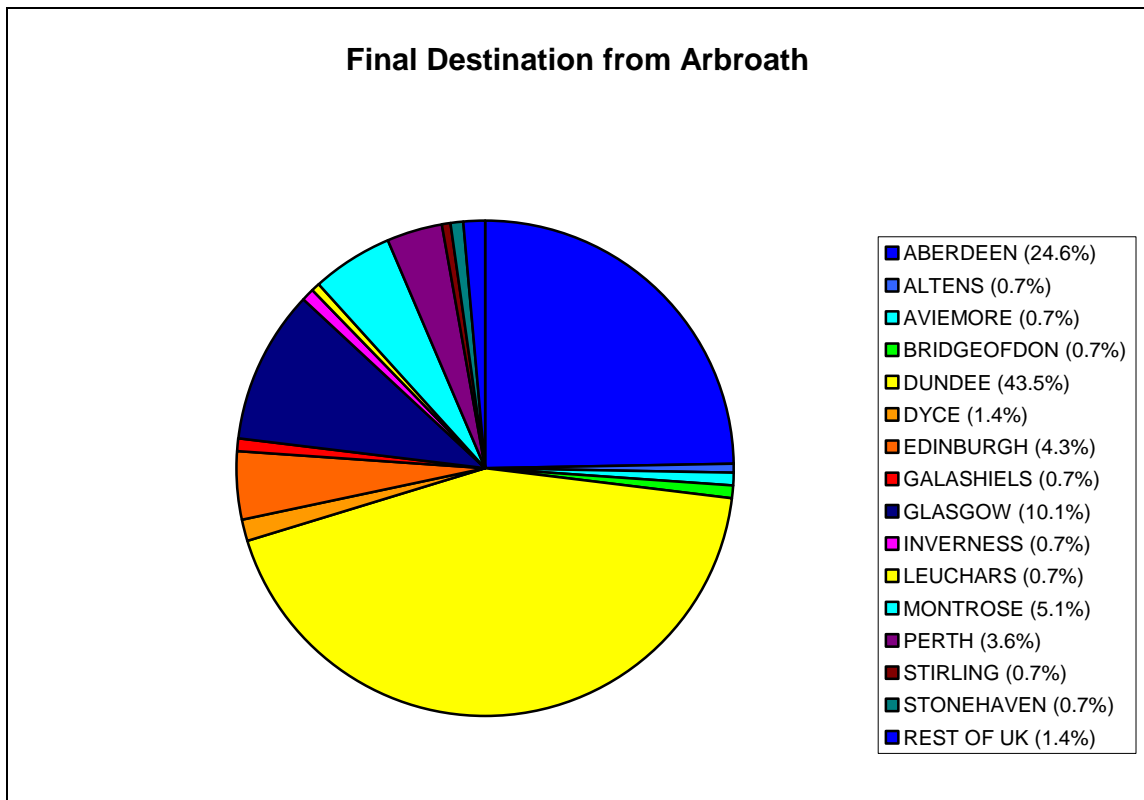 Final Destination from Arbroath
ABERDEEN (24.6%)
ALTENS (0.7%)
AVIEMORE (0.7%)
BRIDGEOFDON (0.7%)
DUNDEE (43.5%)
DYCE (1.4%)
EDINBURGH (4.3%)
GALASHIELS (0.7%)
GLASGOW (10.1%)
INVERNESS (0.7%)
LEUCHARS (0.7%)
MONTROSE (5.1%)
PERTH (3.6%)
STIRLING (0.7%)
STONEHAVEN (0.7%)
REST OF UK (1.4%)